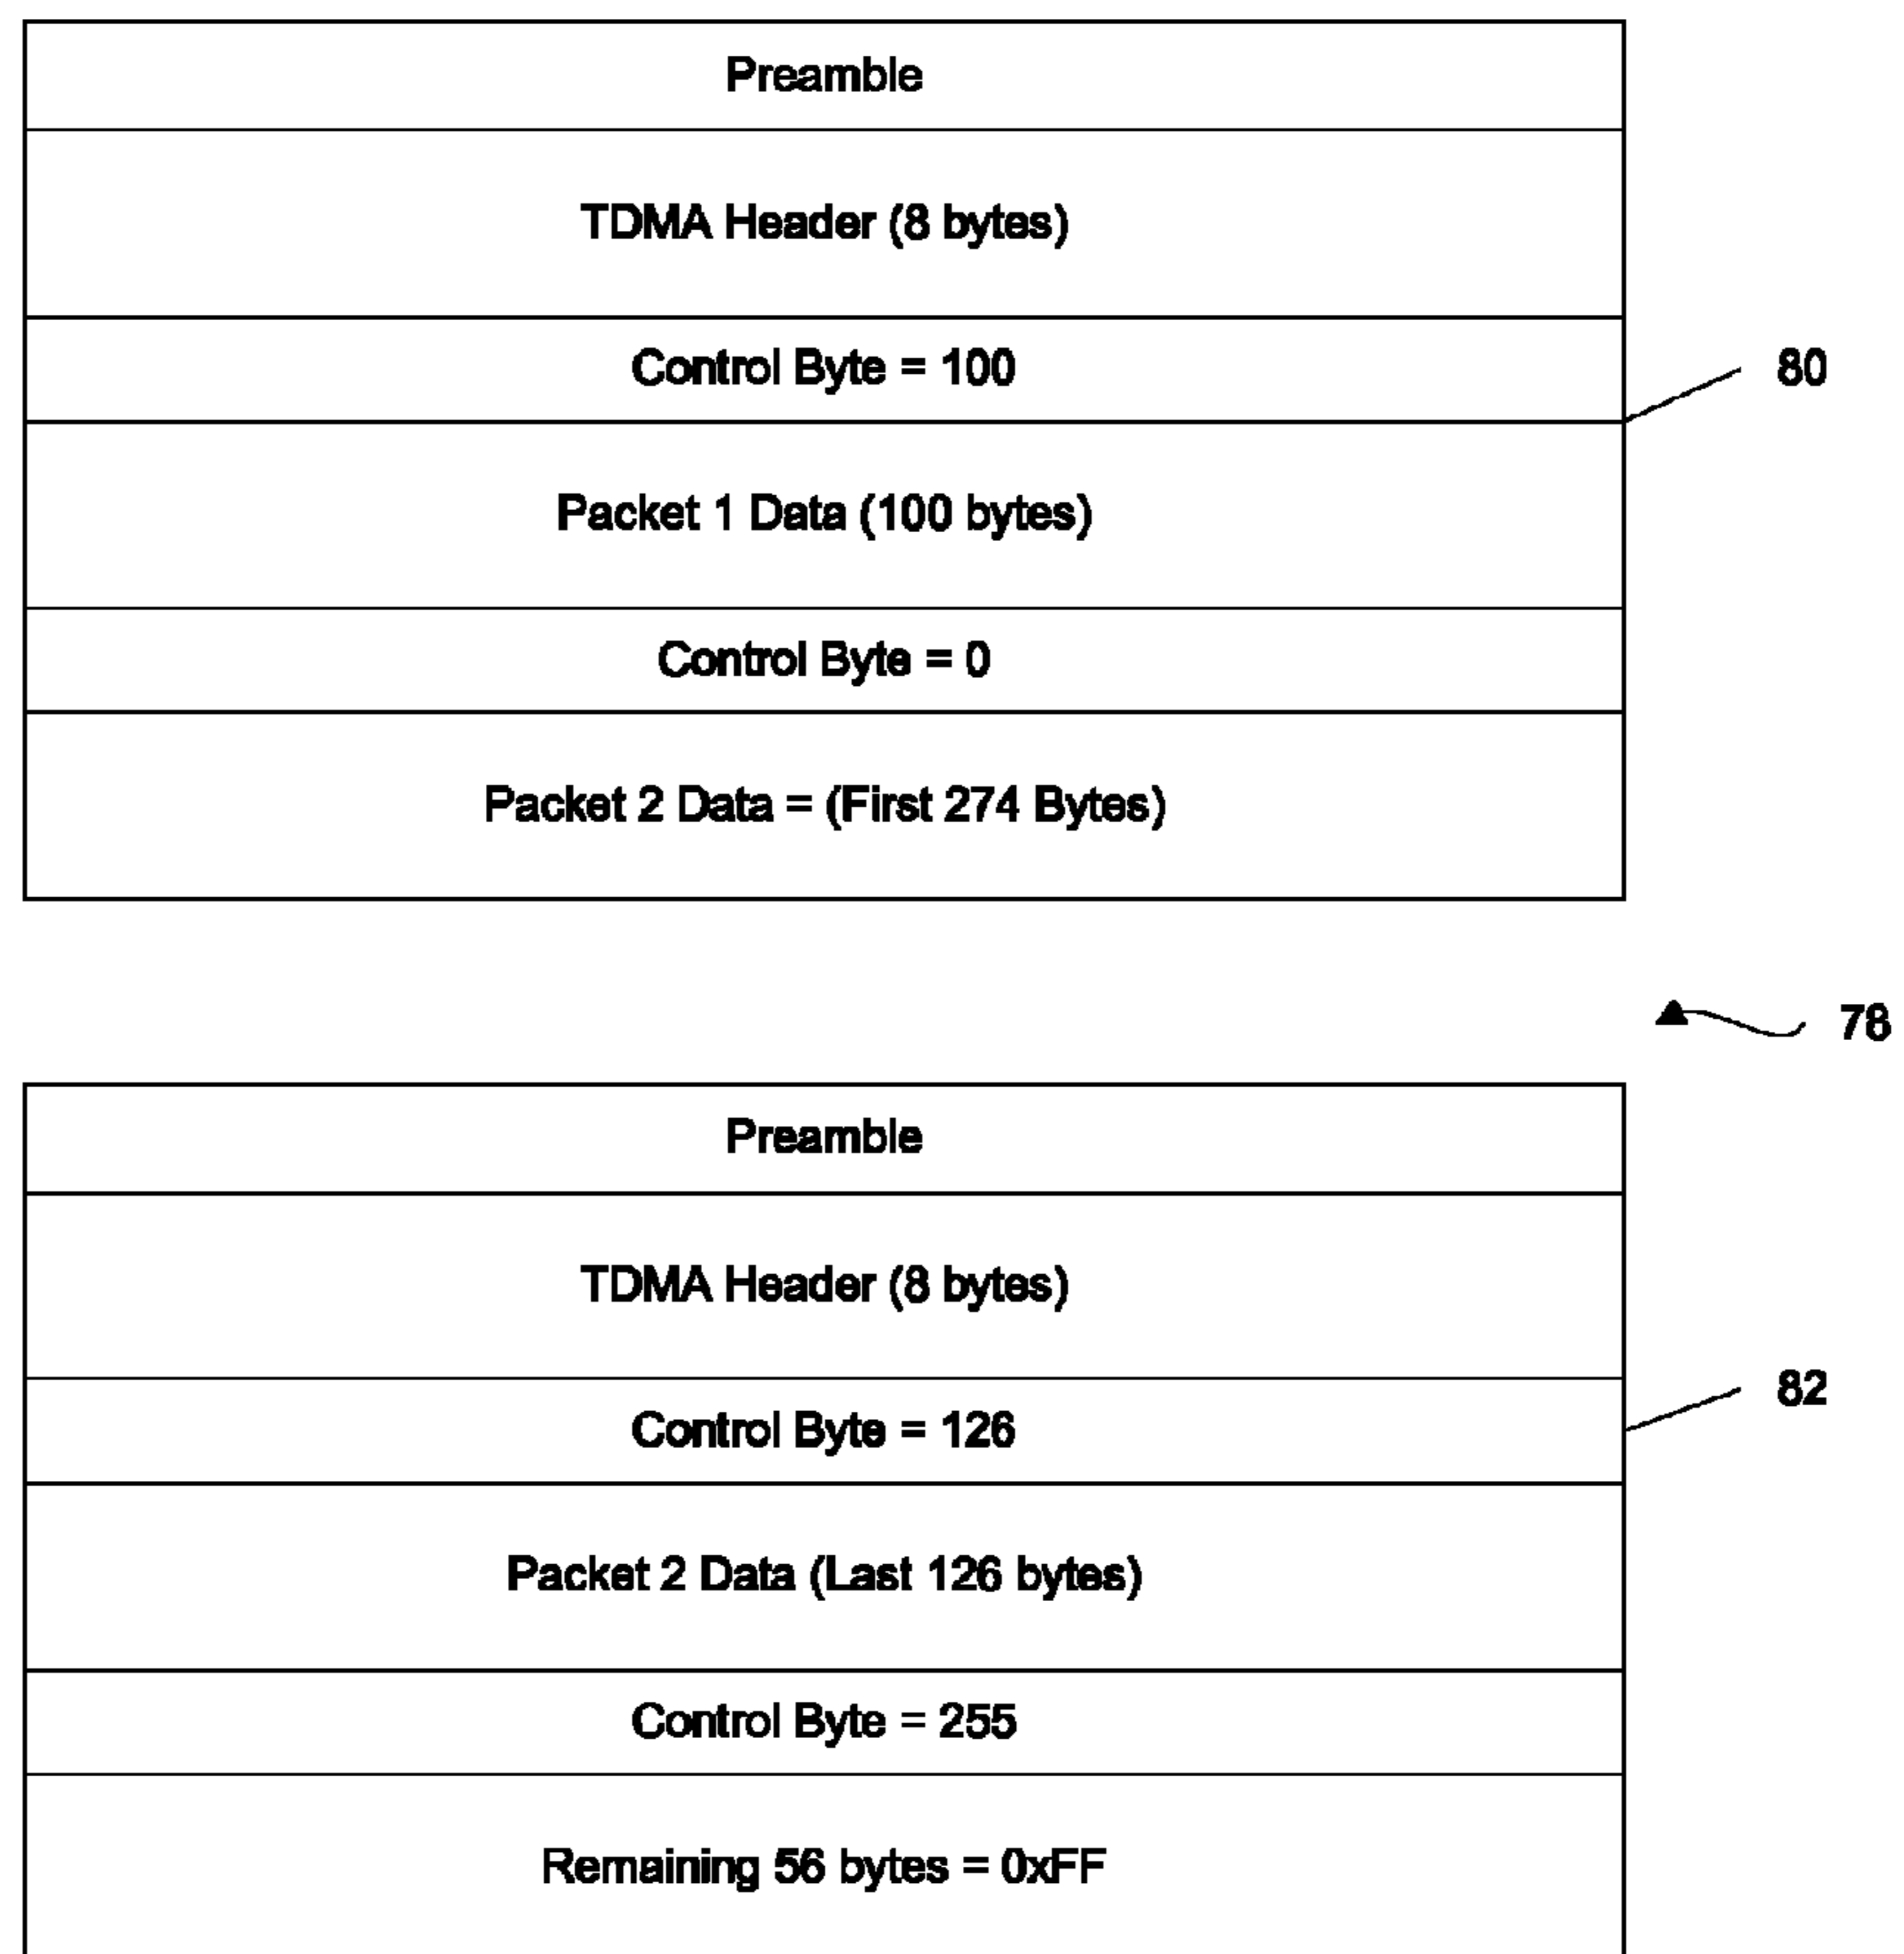 Preamble
TDMA Header (8 bytes)
Control Byte = 100
80
Packet 1 Data (100 bytes)
Control Byte = 0
Packet 2 Data = (First 274 Bytes)
78
Preamble
TDMA Header (8 bytes)
82
Control Byte = 126
Packet 2 Data (Last 126 bytes)
Control Byte = 255
Remaining 56 bytes = 0xFF